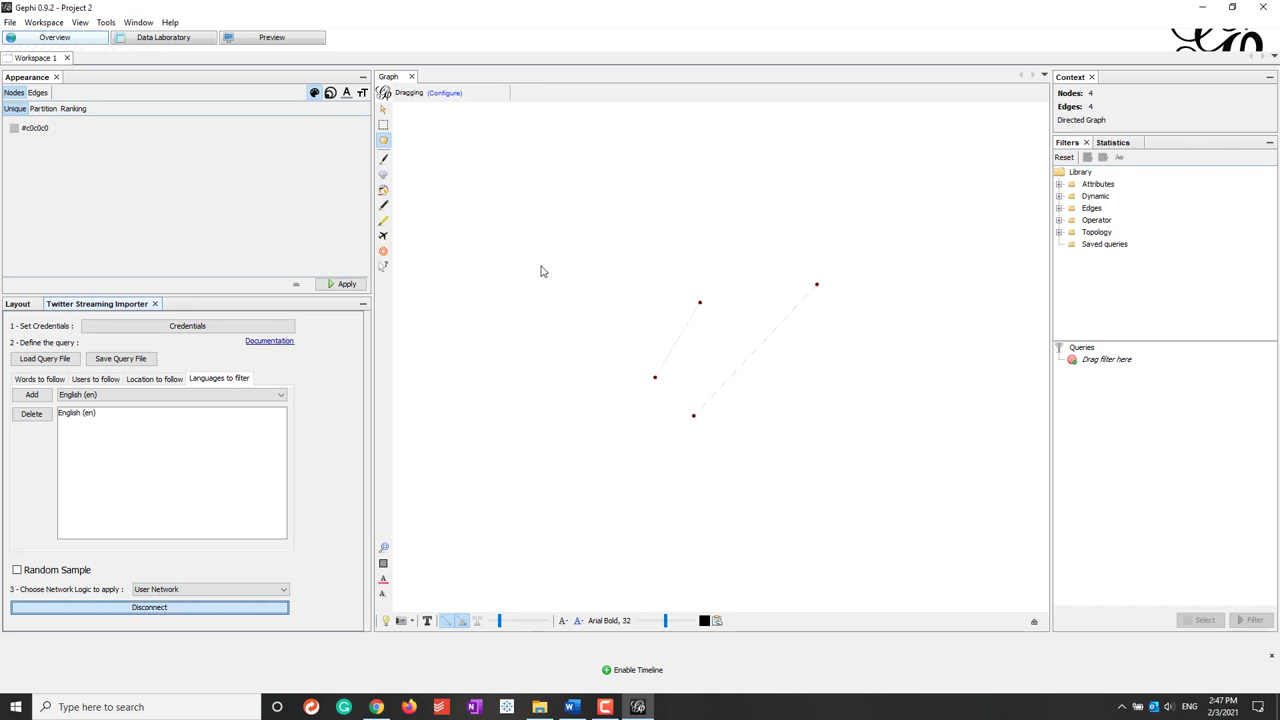 Gephi 0.9.2 - Project 2
File Workspace View Tools Window Help
Overview Data Laboratory Preview
Workspace 1
Appearance
Nodes Edges
Unique Partition Ranking
#c0c0c0
Apply
Layout Twitter Streaming Importer
1 - Set Credentials : Credentials
2 - Define the query : Documentation
Load Query File Save Query File
Words to follow Users to follow Location to follow Languages to filter
Add English (en)
Delete English (en)
Random Sample
3 - Choose Network Logic to apply : User Network
Disconnect
Graph
Dragging (Configure)
Arial Bold, 32
Context
Nodes: 4
Edges: 4
Directed Graph
Filters Statistics
Reset
Library
Attributes
Dynamic
Edges
Operator
Topology
Saved queries
Queries
Drag filter here
Select Filter
Enable Timeline
Type here to search
ENG
2:47 PM
2/3/2021